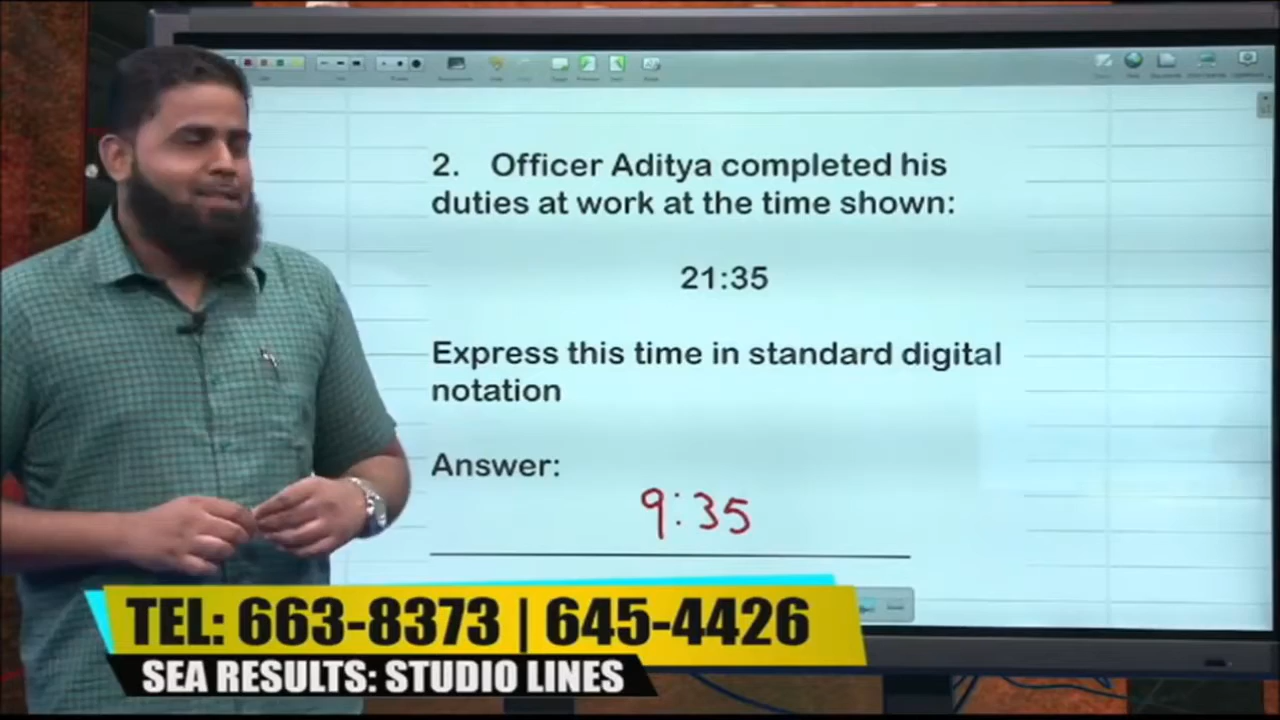 2. Officer Aditya completed his
duties at work at the time shown:
21:35
Express this time in standard digital
notation
Answer:
9:35
TEL: 663-8373 | 645-4426
SEA RESULTS: STUDIO LINES